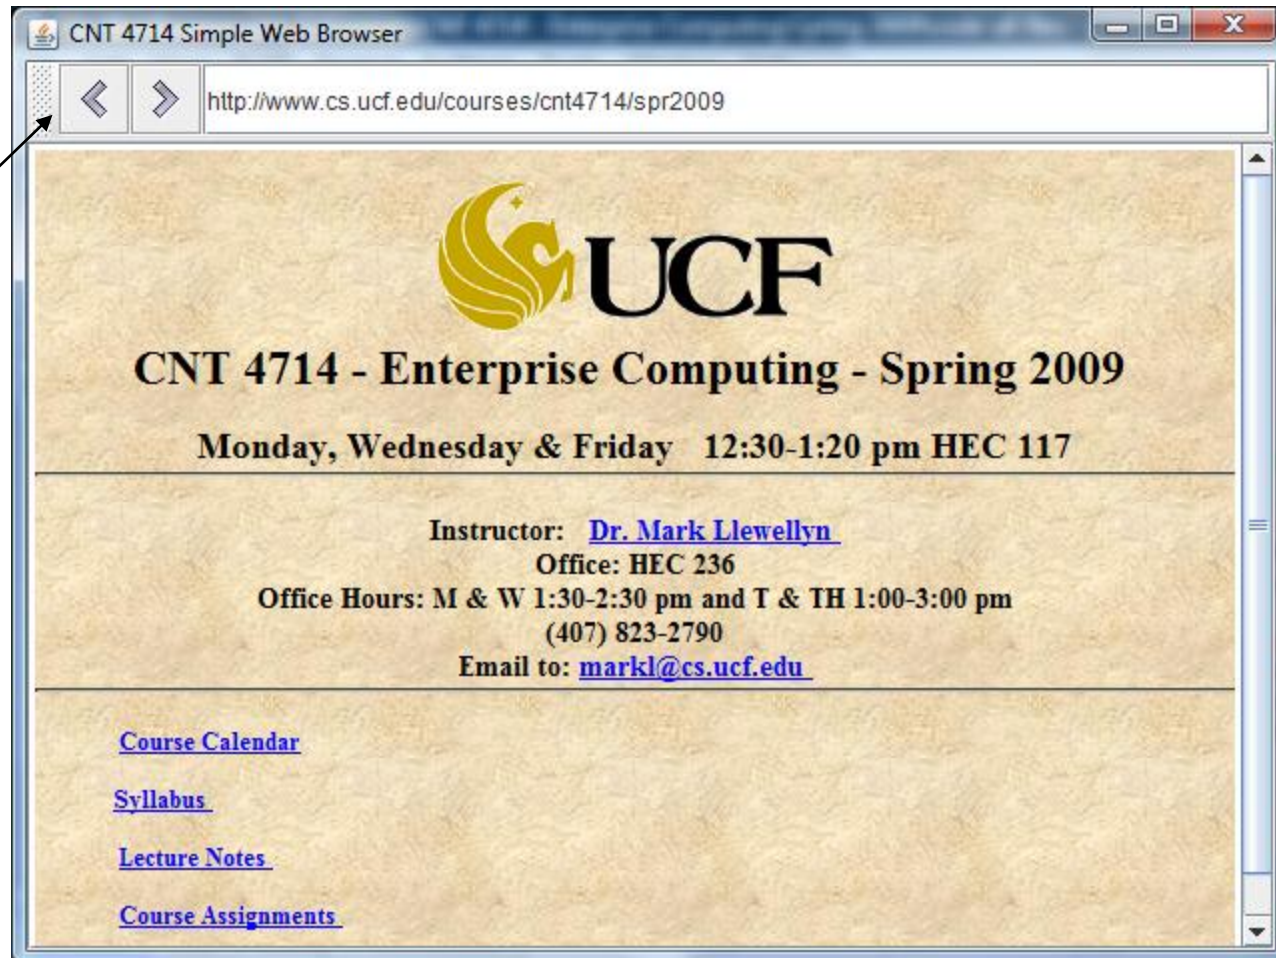 CNT 4714 Simple Web Browser
http://www.cs.ucf.edu/courses/cnt4714/spr2009
UCF
CNT 4714 - Enterprise Computing - Spring 2009
Monday, Wednesday & Friday   12:30-1:20 pm HEC 117
Instructor:   Dr. Mark Llewellyn
Office: HEC 236
Office Hours: M & W 1:30-2:30 pm and T & TH 1:00-3:00 pm
(407) 823-2790
Email to: markl@cs.ucf.edu
Course Calendar
Syllabus
Lecture Notes
Course Assignments